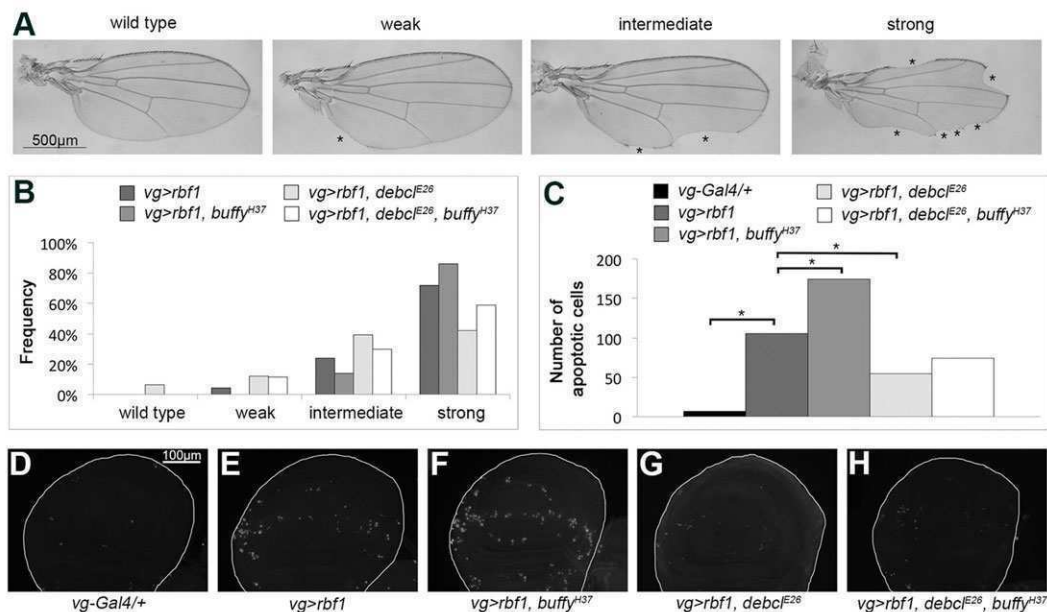 A
wild type weak intermediate strong
500µm * * * * * * * * *
B
vg>rbf1 vg>rbf1, debclᴱ²⁶
vg>rbf1, buffyᴴ³⁷ vg>rbf1, debclᴱ²⁶, buffyᴴ³⁷
Frequency
100%
80%
60%
40%
20%
0%
wild type weak intermediate strong
C
vg-Gal4/+ vg>rbf1, debclᴱ²⁶
vg>rbf1 vg>rbf1, debclᴱ²⁶, buffyᴴ³⁷
vg>rbf1, buffyᴴ³⁷
Number of
apoptotic cells
200
150
100
50
0
*
*
*
D 100µm E F G H
vg-Gal4/+ vg>rbf1 vg>rbf1, buffyᴴ³⁷ vg>rbf1, debclᴱ²⁶ vg>rbf1, debclᴱ²⁶, buffyᴴ³⁷